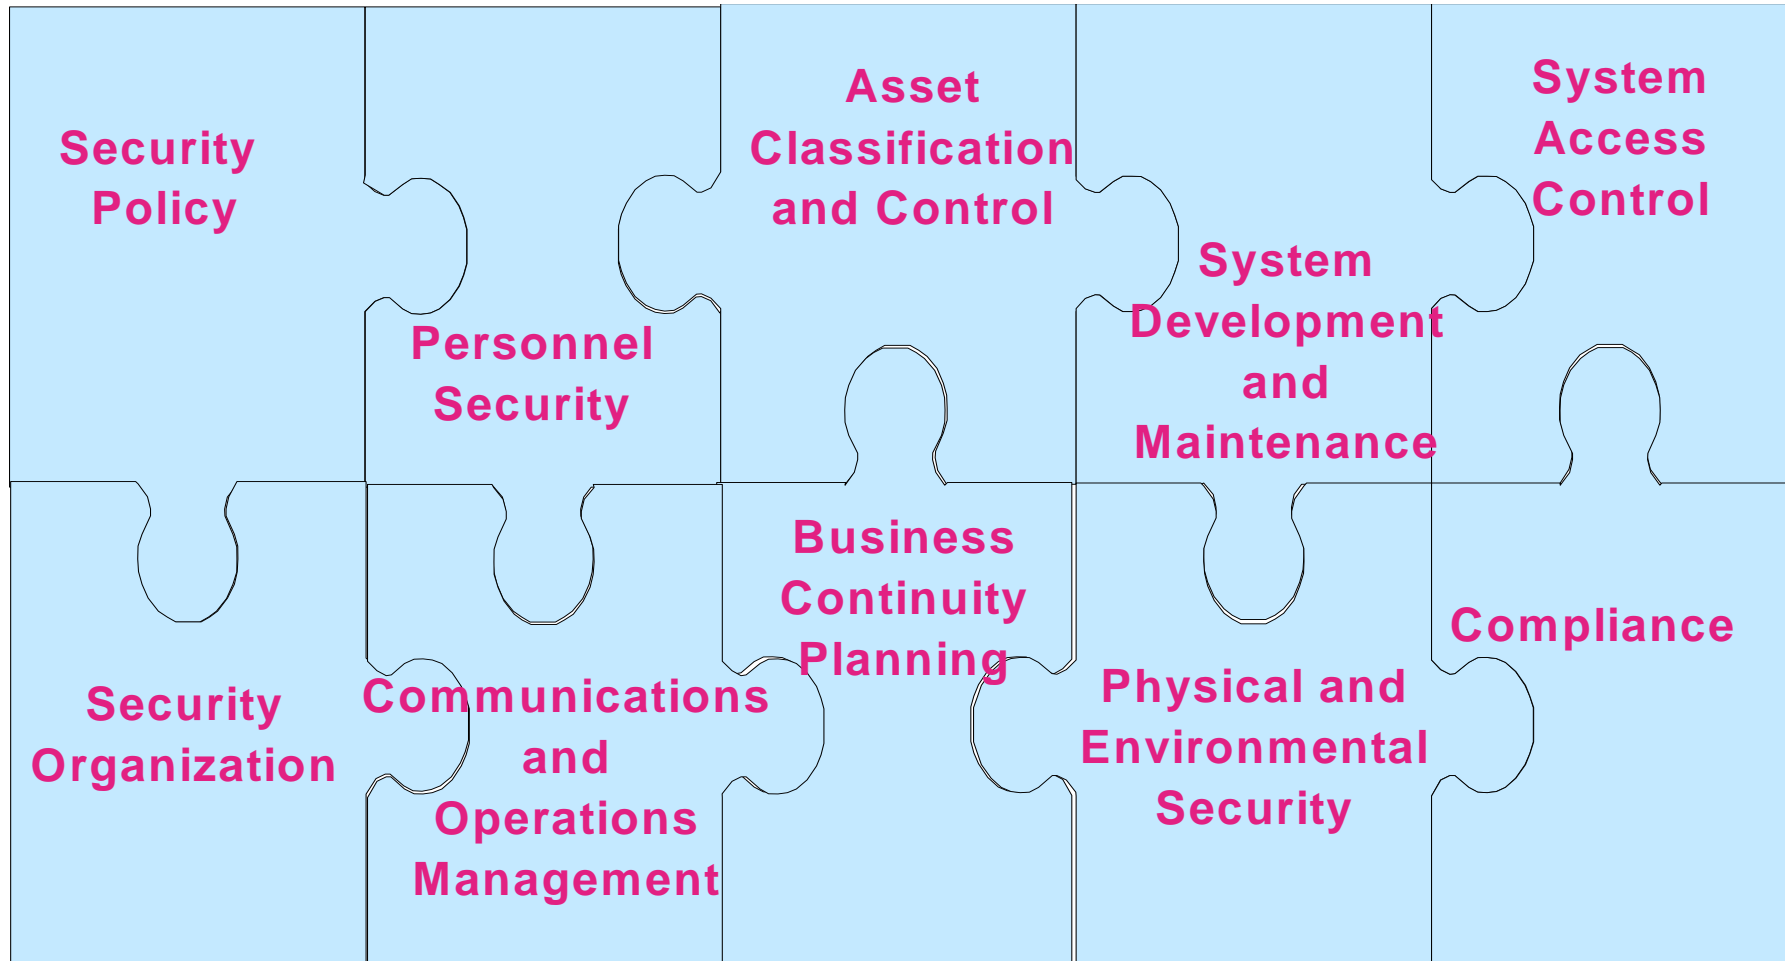 Security
Policy
Personnel
Security
Asset
Classification
and Control
System
Development
and
Maintenance
System
Access
Control
Security
Organization
Communications
and
Operations
Management
Business
Continuity
Planning
Physical and
Environmental
Security
Compliance